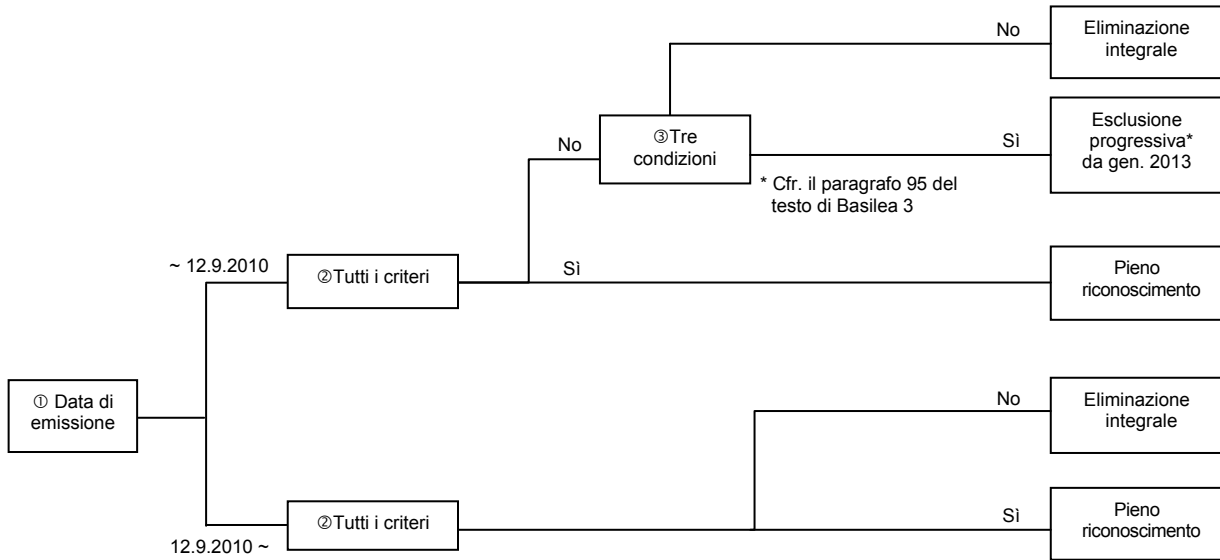 No
Eliminazione
integrale
No
③Tre
condizioni
Sì
Esclusione
progressiva*
da gen. 2013
* Cfr. il paragrafo 95 del
testo di Basilea 3
~ 12.9.2010
②Tutti i criteri
Sì
Pieno
riconoscimento
① Data di
emissione
No
Eliminazione
integrale
12.9.2010 ~
②Tutti i criteri
Sì
Pieno
riconoscimento